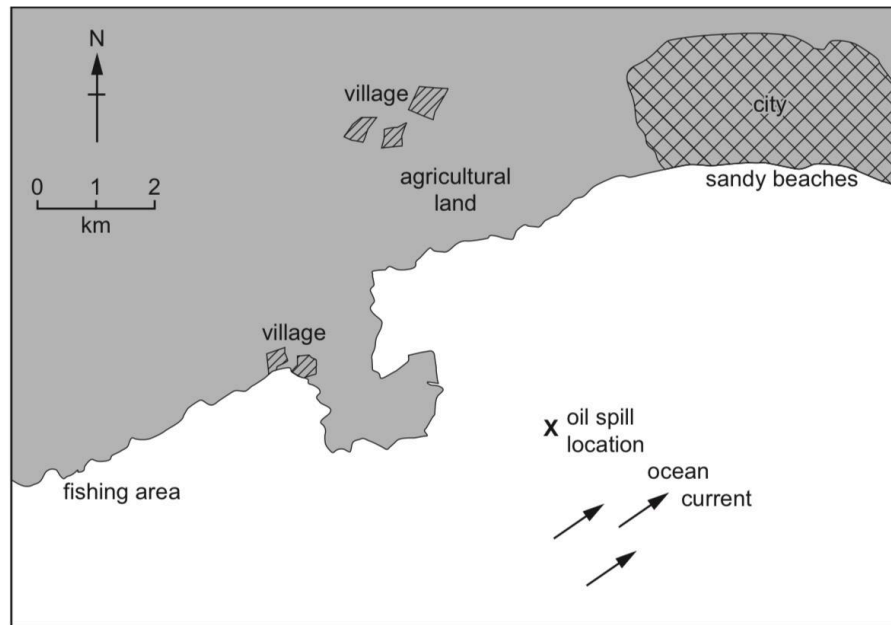 N
village
city
0 1 2
km
agricultural
land
sandy beaches
village
X oil spill
location
ocean
current
fishing area